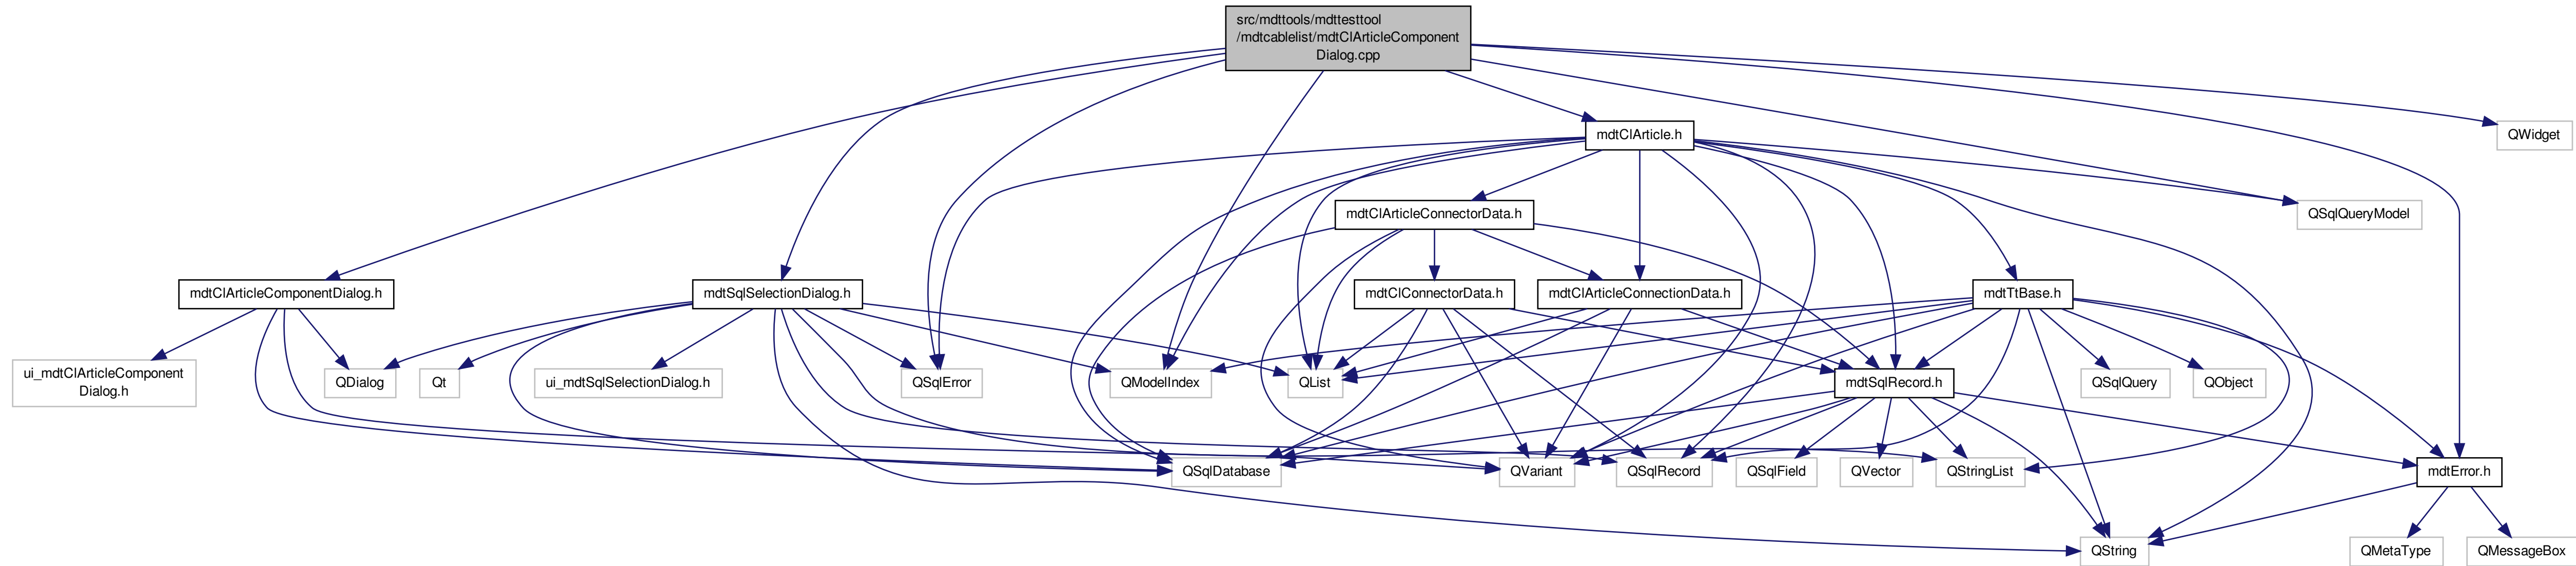 src/mdttools/mdttesttool
/mdtcablelist/mdtClArticleComponent
Dialog.cpp
mdtClArticle.h
QWidget
mdtClArticleConnectorData.h
QSqlQueryModel
mdtClArticleComponentDialog.h
mdtSqlSelectionDialog.h
mdtClConnectorData.h
mdtClArticleConnectionData.h
mdtTtBase.h
ui_mdtClArticleComponent
Dialog.h
QDialog
Qt
ui_mdtSqlSelectionDialog.h
QSqlError
QModelIndex
QList
mdtSqlRecord.h
QSqlQuery
QObject
QSqlDatabase
QVariant
QSqlRecord
QSqlField
QVector
QStringList
mdtError.h
QString
QMetaType
QMessageBox